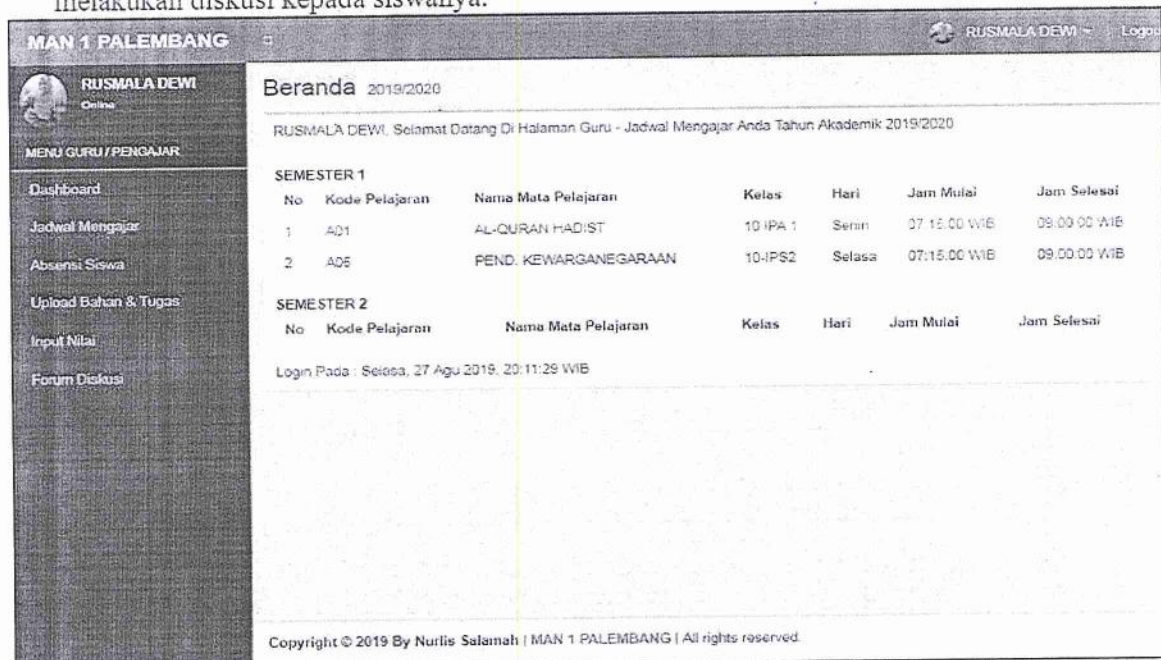 melakukan diskusi kepada siswanya.
MAN 1 PALEMBANG
RUSMALA DEWI Logout
RUSMALA DEWI
Online
MENU GURU / PENGAJAR
Dashboard
Jadwal Mengajar
Absensi Siswa
Upload Bahan & Tugas
Input Nilai
Forum Diskusi
Beranda 2019/2020
RUSMALA DEWI, Selamat Datang Di Halaman Guru - Jadwal Mengajar Anda Tahun Akademik 2019/2020
SEMESTER 1
No Kode Pelajaran Nama Mata Pelajaran Kelas Hari Jam Mulai Jam Selesai
1 A01 AL-QURAN HADIST 10 IPA 1 Senin 07:15:00 WIB 09:00:00 WIB
2 A05 PEND. KEWARGANEGARAAN 10-IPS2 Selasa 07:15:00 WIB 09:00:00 WIB
SEMESTER 2
No Kode Pelajaran Nama Mata Pelajaran Kelas Hari Jam Mulai Jam Selesai
Login Pada : Selasa, 27 Agu 2019, 20:11:29 WIB
Copyright © 2019 By Nurlis Salamah | MAN 1 PALEMBANG | All rights reserved.